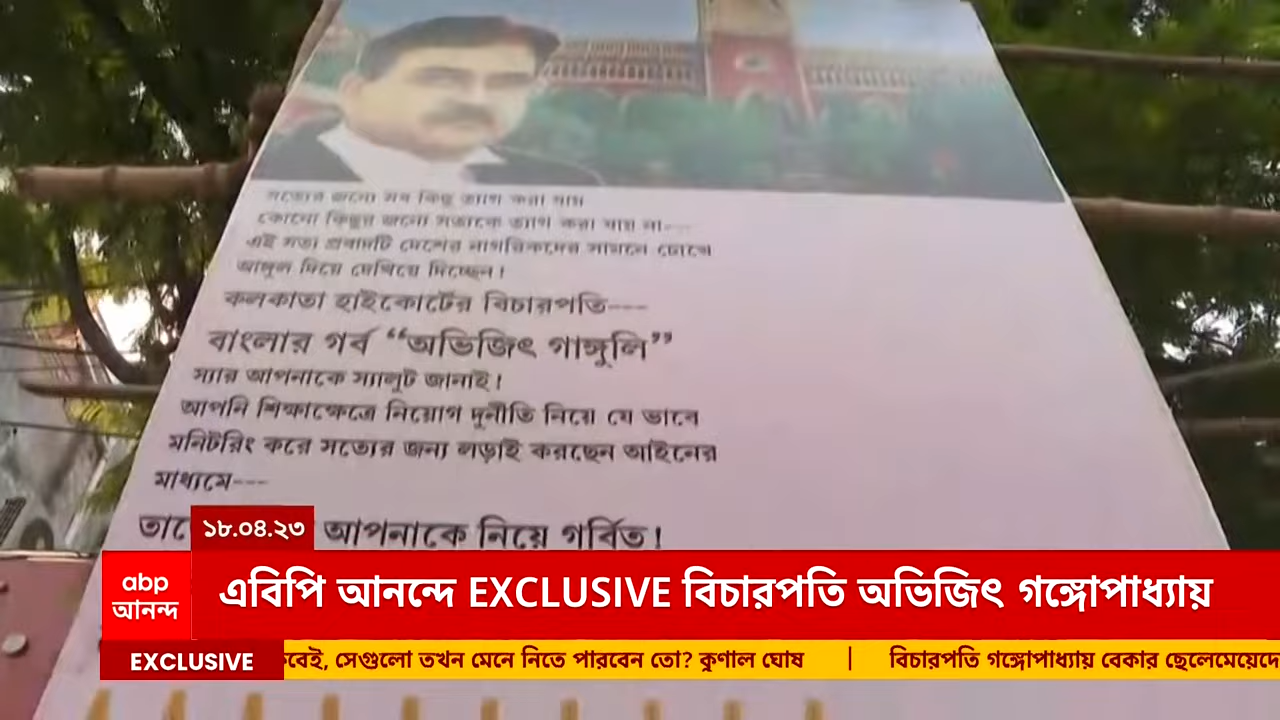 সত্যের জন্যে সব কিছু ত্যাগ করা যায়
কোনো কিছুর জন্যে সত্যকে ত্যাগ করা যায় না---
এই সত্য প্রবাদটি দেশের নাগরিকদের সামনে চোখে
আঙ্গুল দিয়ে দেখিয়ে দিচ্ছেন!
কলকাতা হাইকোর্টের বিচারপতি---
বাংলার গর্ব “অভিজিৎ গাঙ্গুলি”
স্যার আপনাকে স্যালুট জানাই!
আপনি শিক্ষাক্ষেত্রে নিয়োগ দুর্নীতি নিয়ে যে ভাবে
মনিটরিং করে সত্যের জন্য লড়াই করছেন আইনের
মাধ্যমে---
আপনাকে নিয়ে গর্বিত!
১৮.০৪.২৩
abp
আনন্দ
এবিপি আনন্দে EXCLUSIVE বিচারপতি অভিজিৎ গঙ্গোপাধ্যায়
EXCLUSIVE
সেগুলো তখন মেনে নিতে পারবেন তো? কুণাল ঘোষ | বিচারপতি গঙ্গোপাধ্যায় বেকার